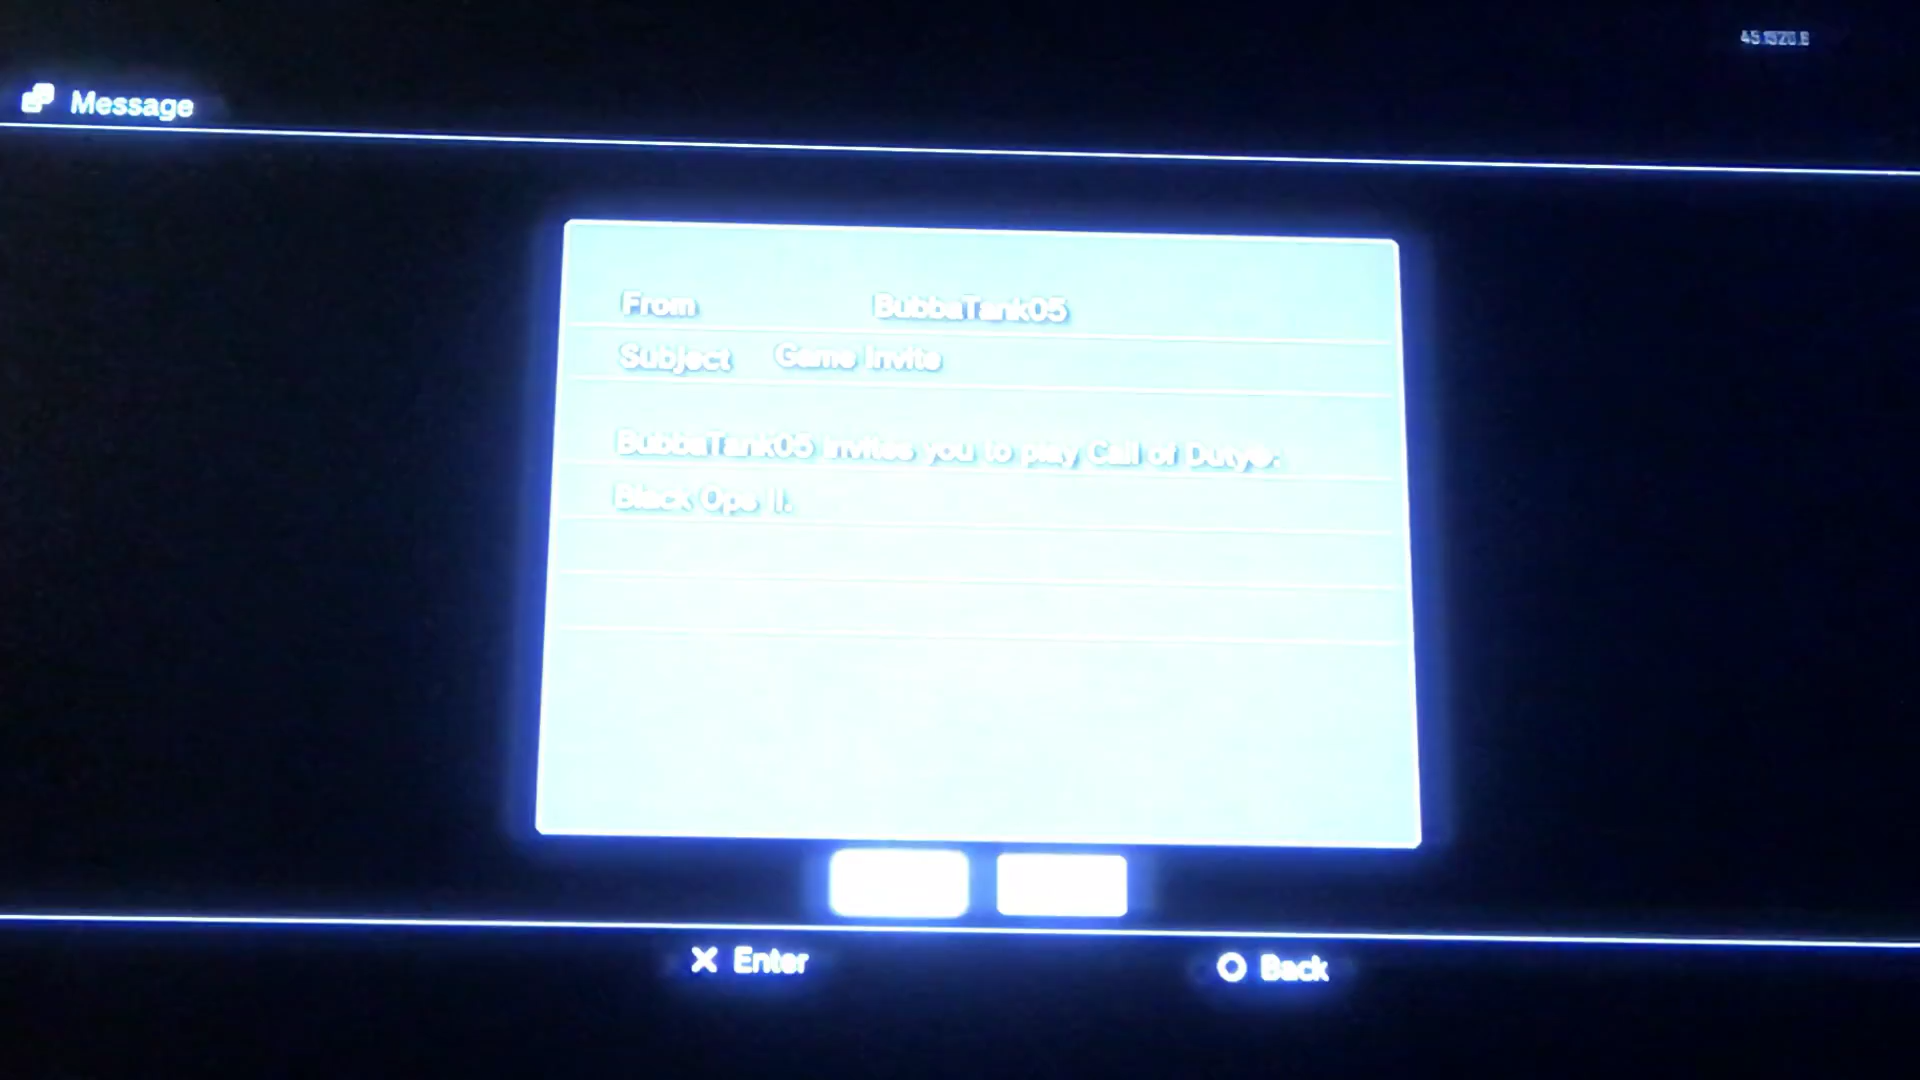 Message
From BubbaTank05
Subject Game Invite
BubbaTank05 invites you to play Call of Duty®:
Black Ops II.
Enter Back